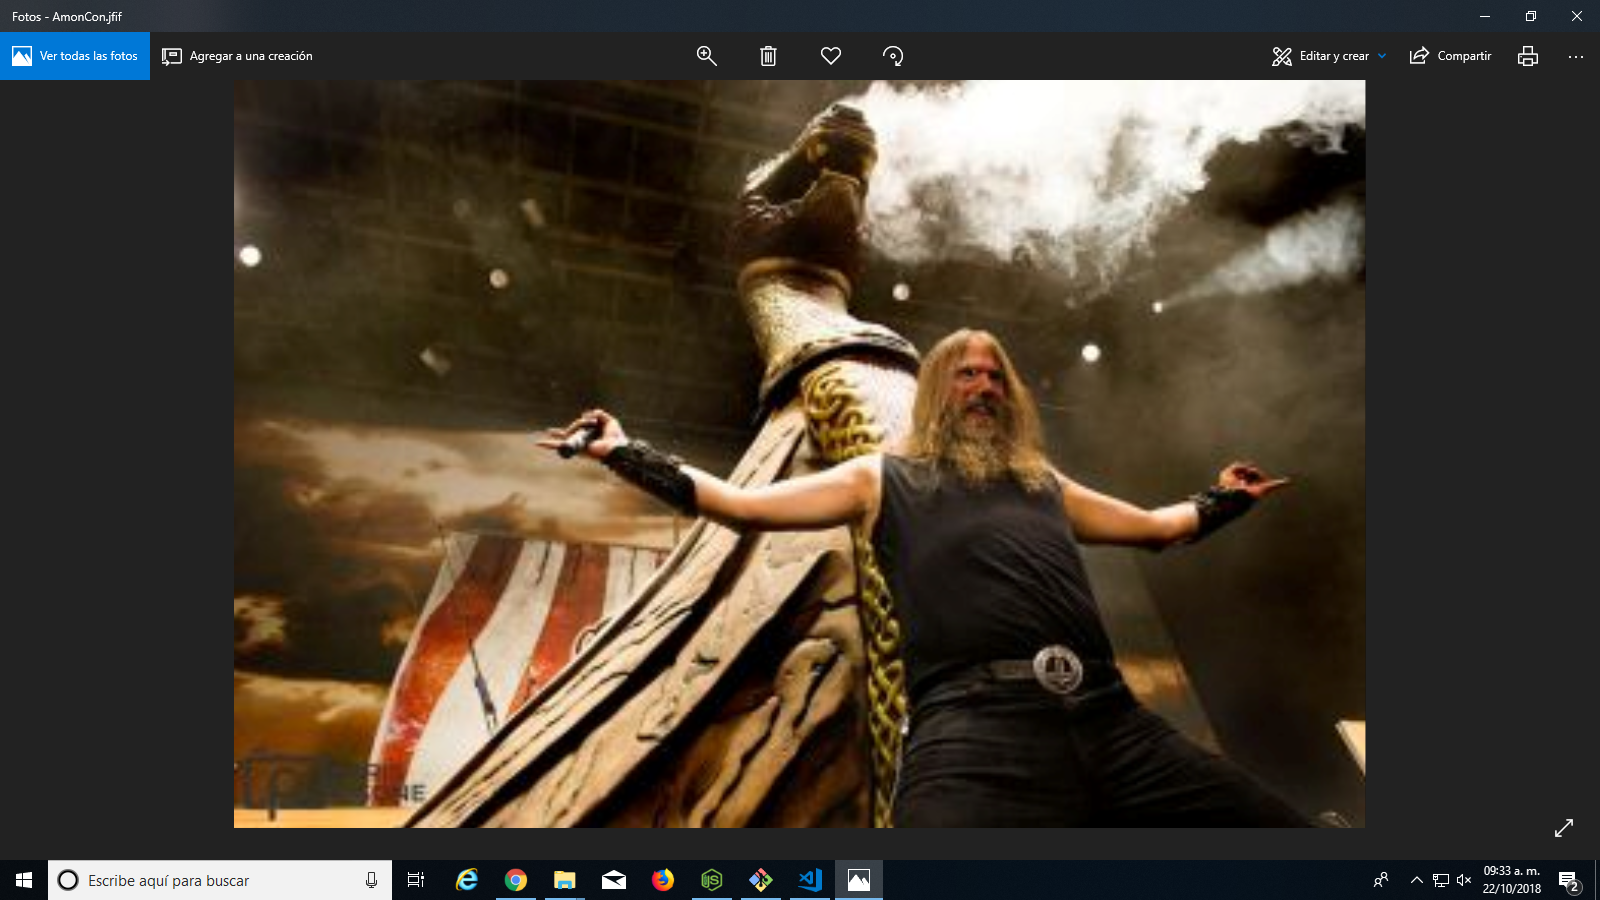 Fotos - AmonCon.jfif
Ver todas las fotos
Agregar a una creación
Editar y crear
Compartir
Escribe aquí para buscar
09:33 a. m.
22/10/2018
2